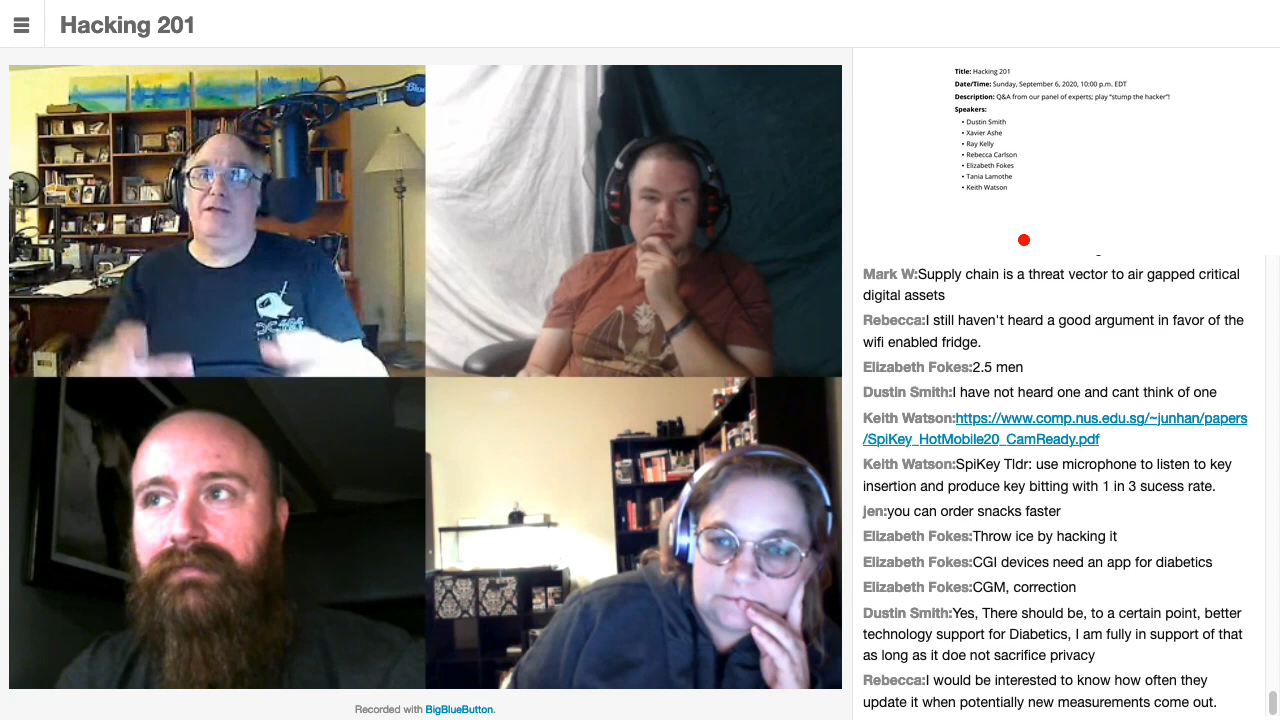 Hacking 201
Title: Hacking 201
Date/Time: Sunday, September 6, 2020, 10:00 p.m. EDT
Description: Q&A from our panel of experts; play "stump the hacker"!
Speakers:
• Dustin Smith
• Xavier Ashe
• Ray Kelly
• Rebecca Carlson
• Elizabeth Fokes
• Tania Lamothe
• Keith Watson
Blue
Mark W:Supply chain is a threat vector to air gapped critical
digital assets
Rebecca:I still haven't heard a good argument in favor of the
wifi enabled fridge.
Elizabeth Fokes:2.5 men
Dustin Smith:I have not heard one and cant think of one
Keith Watson:https://www.comp.nus.edu.sg/~junhan/papers
/SpiKey_HotMobile20_CamReady.pdf
Keith Watson:SpiKey Tldr: use microphone to listen to key
insertion and produce key bitting with 1 in 3 sucess rate.
jen:you can order snacks faster
Elizabeth Fokes:Throw ice by hacking it
Elizabeth Fokes:CGI devices need an app for diabetics
Elizabeth Fokes:CGM, correction
Dustin Smith:Yes, There should be, to a certain point, better
technology support for Diabetics, I am fully in support of that
as long as it doe not sacrifice privacy
Rebecca:I would be interested to know how often they
update it when potentially new measurements come out.
Recorded with BigBlueButton.